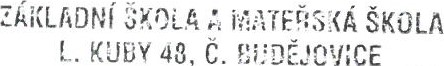 ZÁKLADNÍ ŠKOLA A MATEŘSKÁ ŠKOLA
L. KUBY 48, Č. BUDĚJOVICE